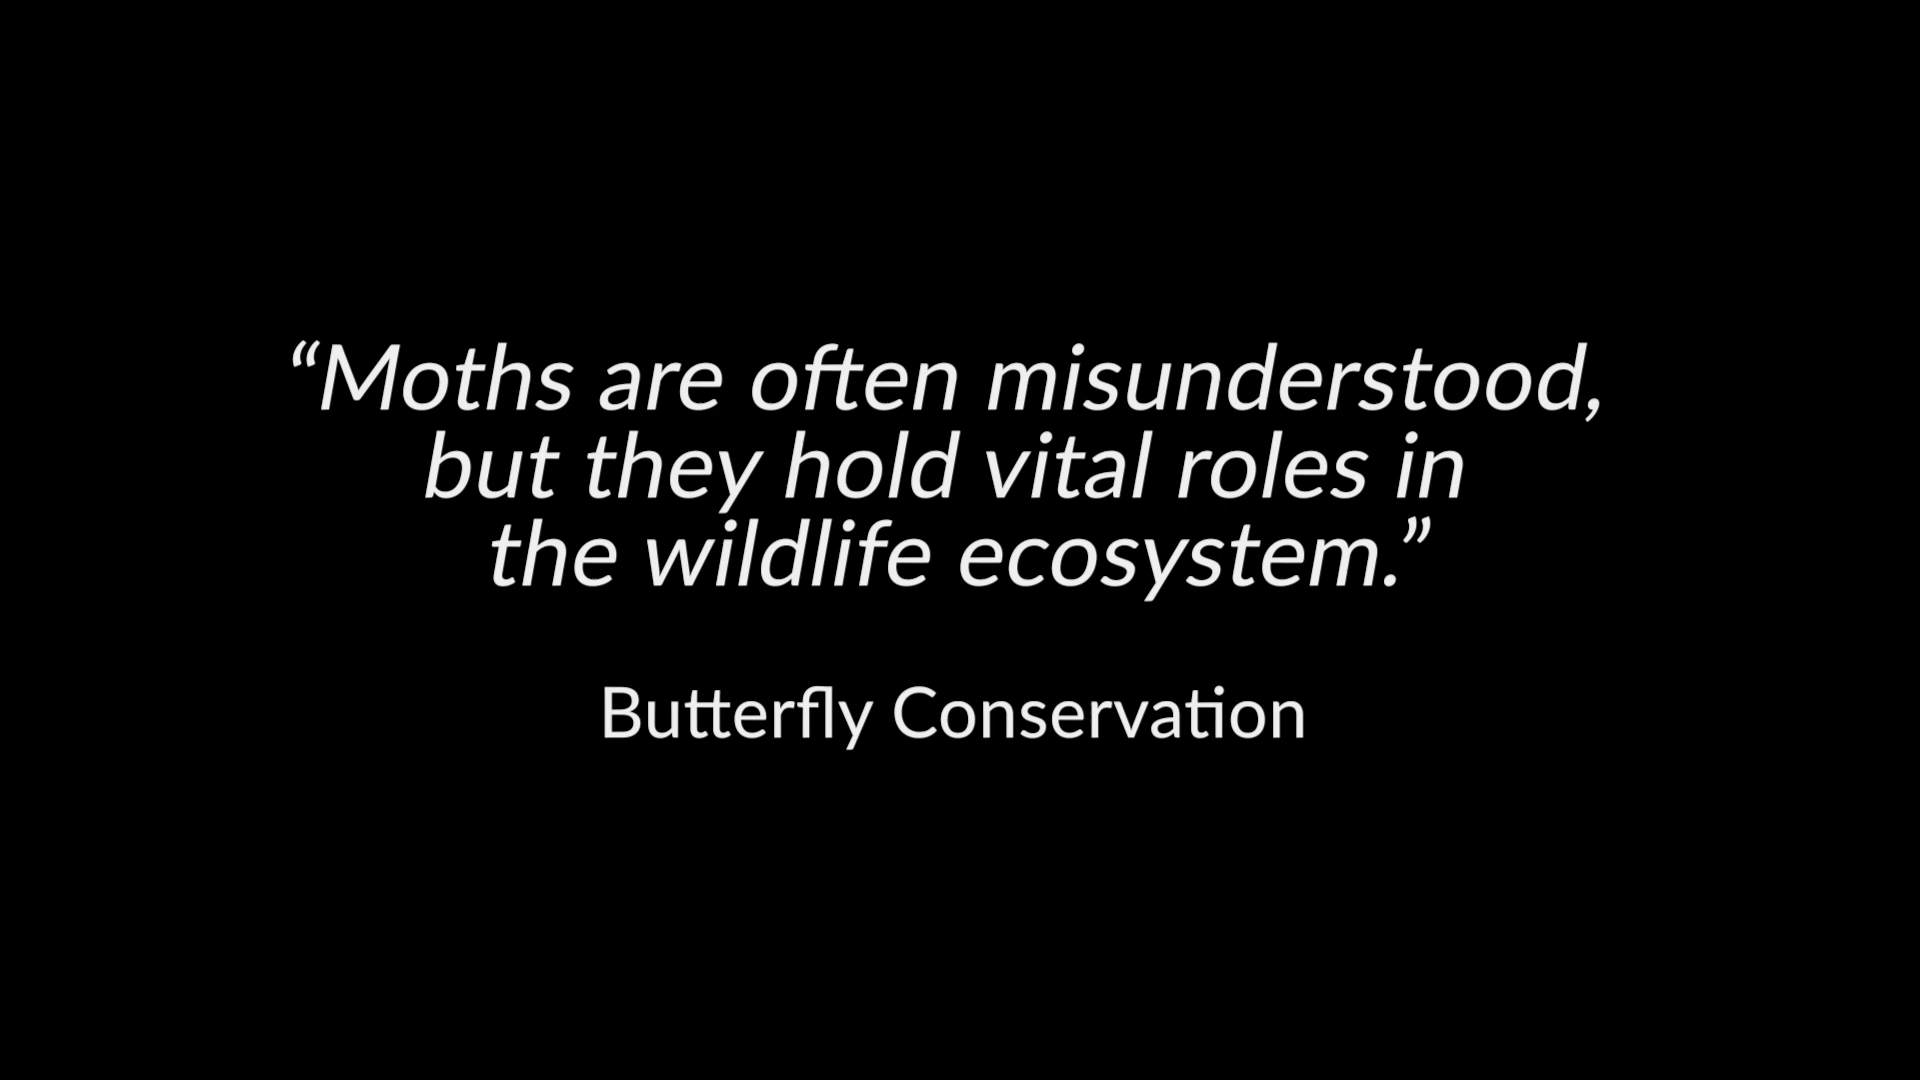 “Moths are often misunderstood,
but they hold vital roles in
the wildlife ecosystem.”
Butterfly Conservation